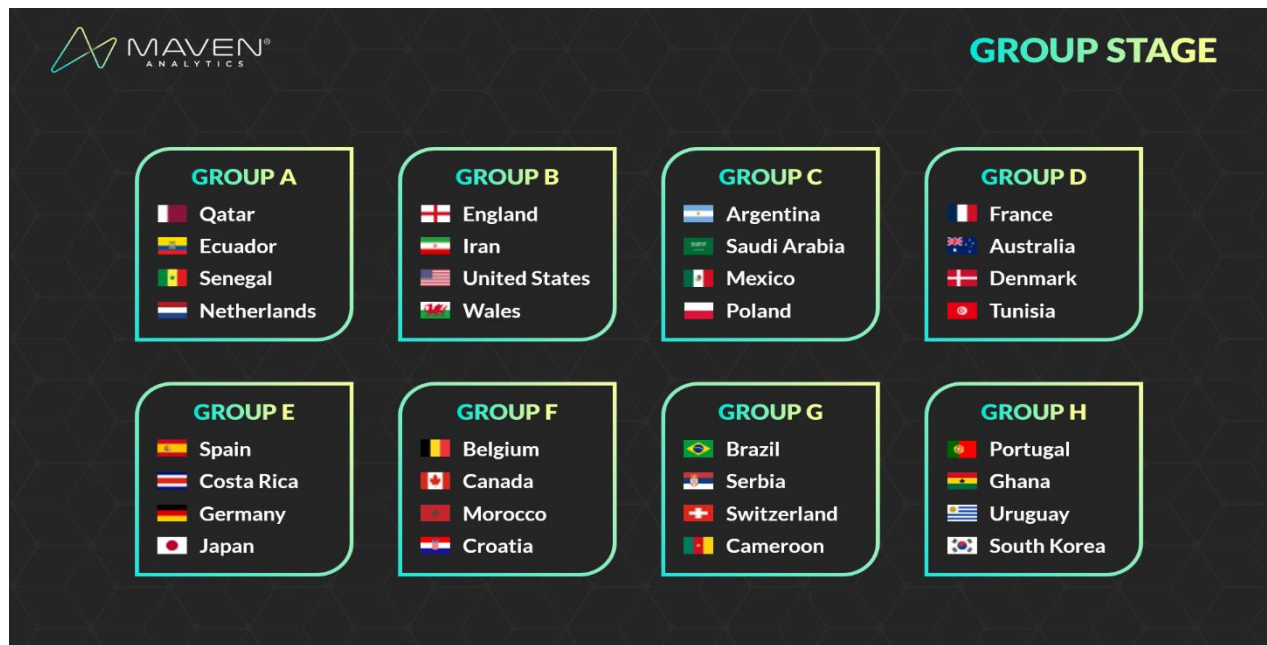 MAVEN®
ANALYTICS
GROUP STAGE
GROUP A
Qatar
Ecuador
Senegal
Netherlands
GROUP B
England
Iran
United States
Wales
GROUP C
Argentina
Saudi Arabia
Mexico
Poland
GROUP D
France
Australia
Denmark
Tunisia
GROUP E
Spain
Costa Rica
Germany
Japan
GROUP F
Belgium
Canada
Morocco
Croatia
GROUP G
Brazil
Serbia
Switzerland
Cameroon
GROUP H
Portugal
Ghana
Uruguay
South Korea